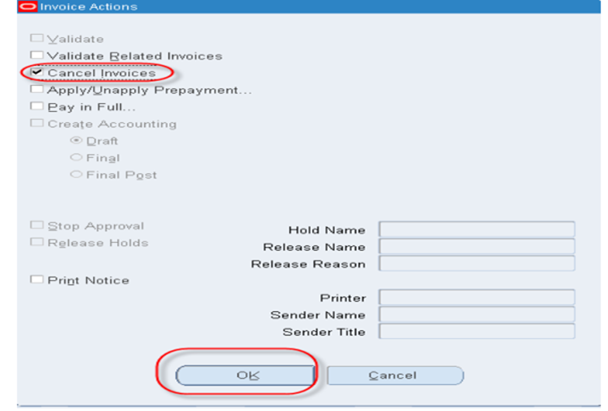 Invoice Actions
Validate
Validate Related Invoices
Cancel Invoices
Apply/Unapply Prepayment...
Pay in Full...
Create Accounting
Draft
Final
Final Post
Stop Approval
Hold Name
Release Holds
Release Name
Release Reason
Print Notice
Printer
Sender Name
Sender Title
OK
Cancel